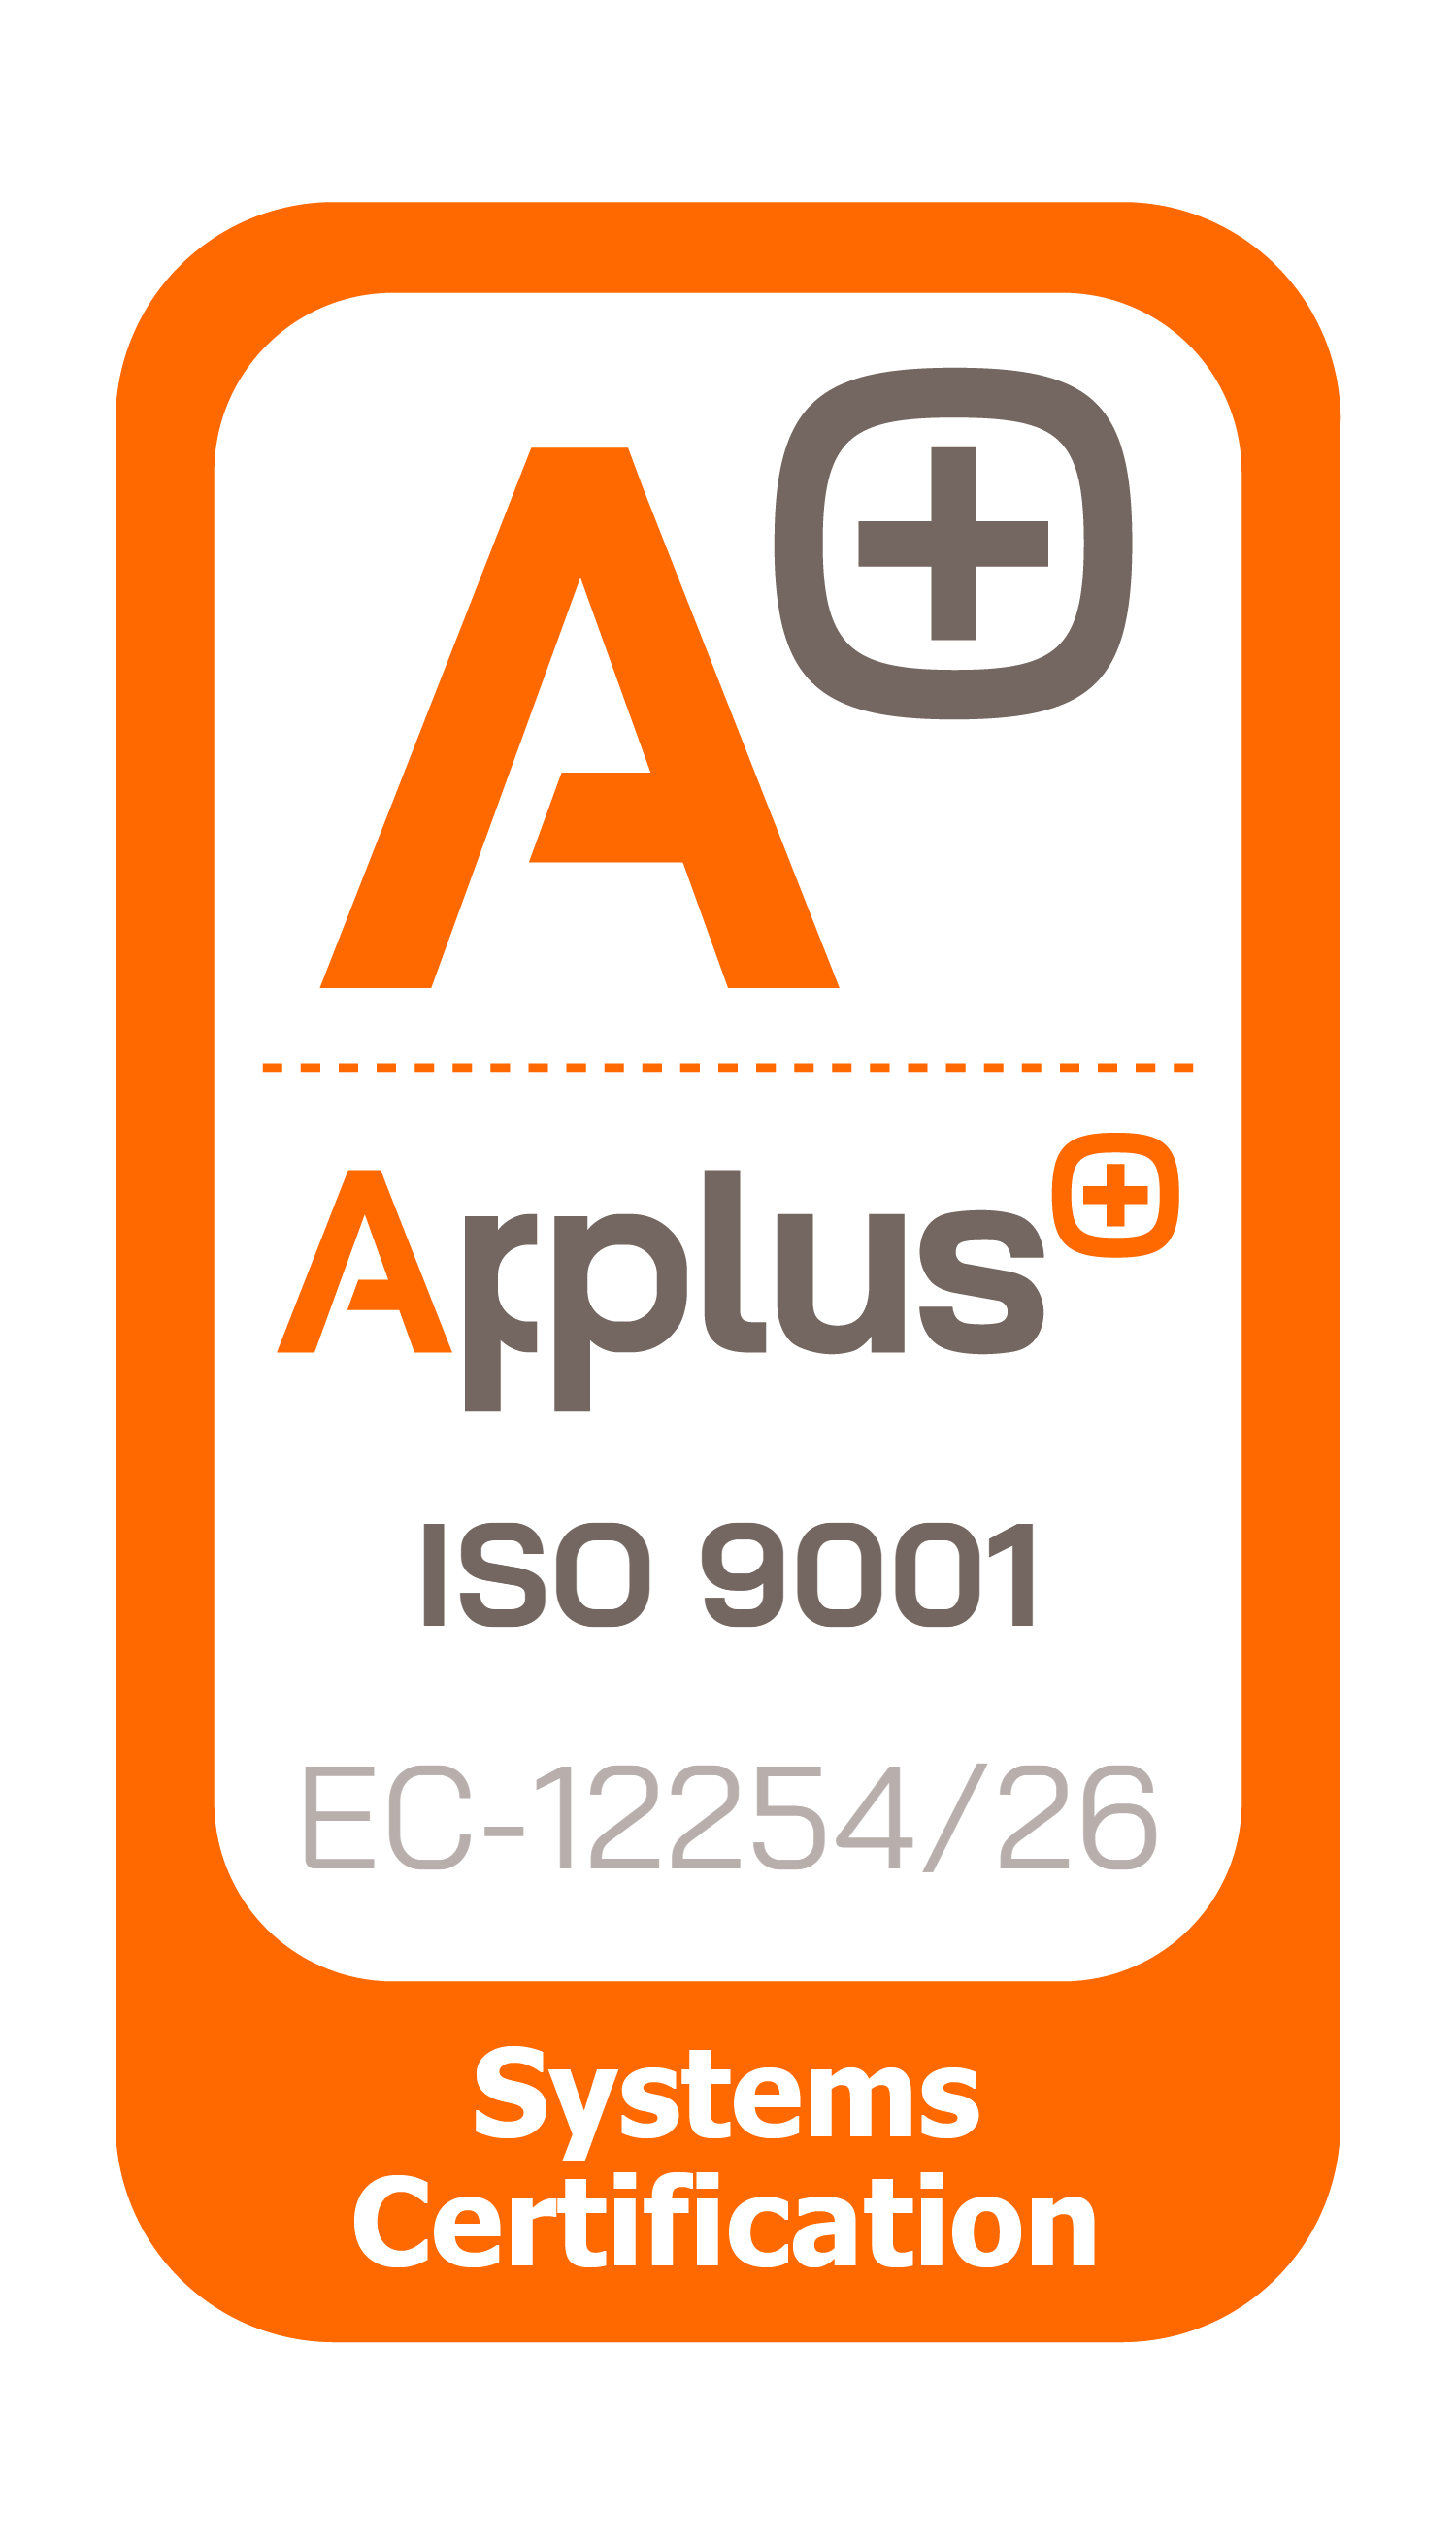 A+
Applus+
ISO 9001
EC-12254/26
Systems
Certification